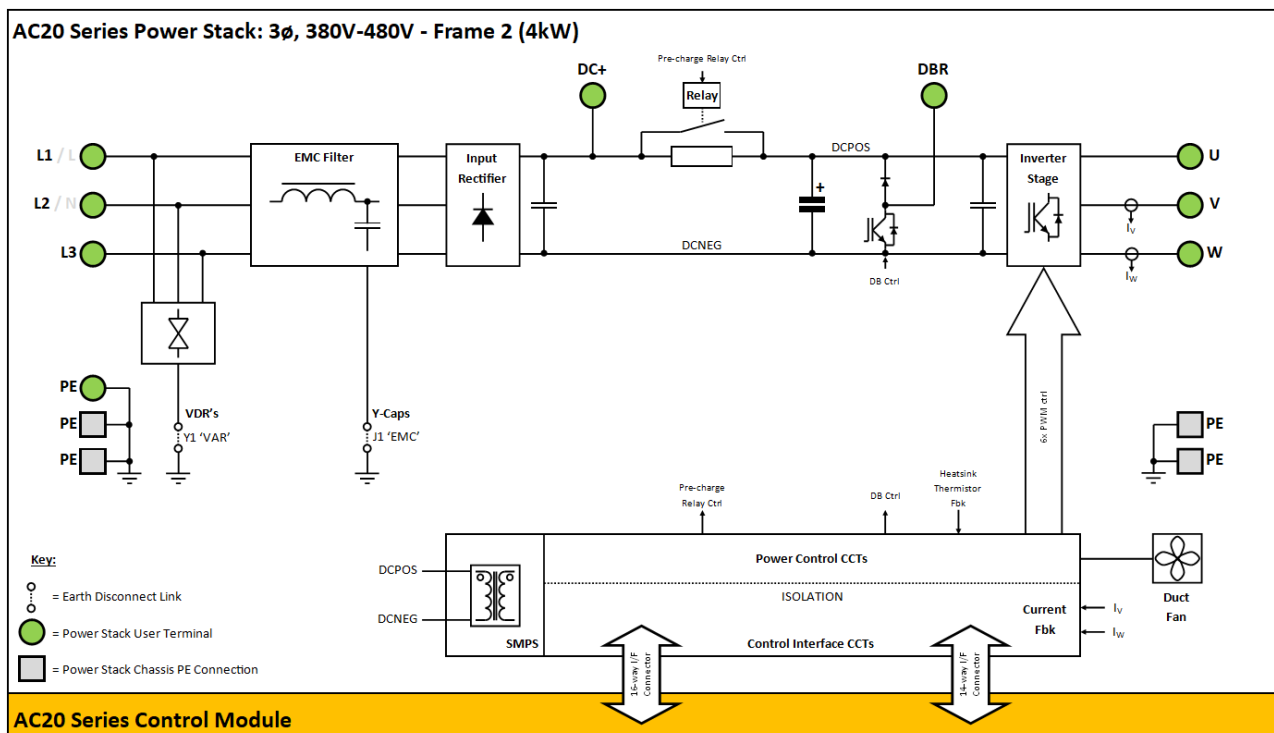 AC20 Series Power Stack: 3ø, 380V-480V - Frame 2 (4kW)
Pre-charge Relay Ctrl
DC+
DBR
Relay
L1 / L
EMC Filter
Input
Rectifier
DCPOS
Inverter
Stage
U
L2 / N
+
V
IV
L3
DCNEG
W
DB Ctrl
IW
PE
VDR's
Y-Caps
PE
Y1 'VAR'
J1 'EMC'
PE
6x PWM ctrl
PE
PE
Pre-charge
Relay Ctrl
DB Ctrl
Heatsink
Thermistor
Fbk
Key:
= Earth Disconnect Link
= Power Stack User Terminal
= Power Stack Chassis PE Connection
DCPOS
DCNEG
SMPS
Power Control CCTs
ISOLATION
Control Interface CCTs
Current
Fbk
IV
IW
Duct
Fan
16-way I/F
Connector
14-way I/F
Connector
AC20 Series Control Module